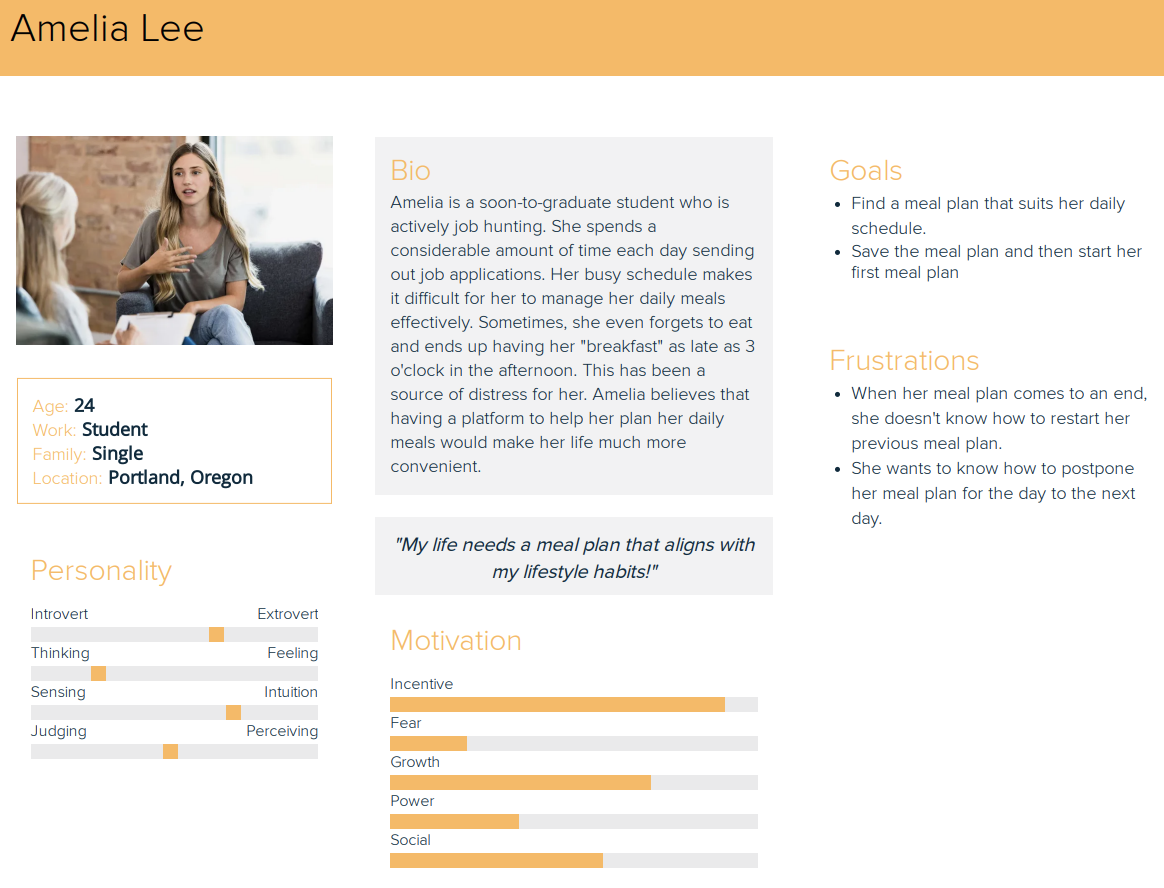 Amelia Lee
Age: 24
Work: Student
Family: Single
Location: Portland, Oregon
Personality
Introvert Extrovert
Thinking Feeling
Sensing Intuition
Judging Perceiving
Bio
Amelia is a soon-to-graduate student who is
actively job hunting. She spends a
considerable amount of time each day sending
out job applications. Her busy schedule makes
it difficult for her to manage her daily meals
effectively. Sometimes, she even forgets to eat
and ends up having her "breakfast" as late as 3
o'clock in the afternoon. This has been a
source of distress for her. Amelia believes that
having a platform to help her plan her daily
meals would make her life much more
convenient.
"My life needs a meal plan that aligns with
my lifestyle habits!"
Motivation
Incentive
Fear
Growth
Power
Social
Goals
• Find a meal plan that suits her daily
schedule.
• Save the meal plan and then start her
first meal plan
Frustrations
• When her meal plan comes to an end,
she doesn't know how to restart her
previous meal plan.
• She wants to know how to postpone
her meal plan for the day to the next
day.